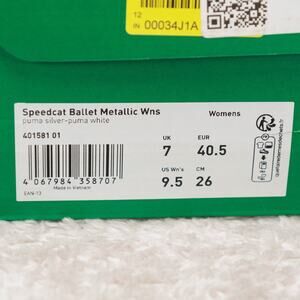 12
IN 00034J1A
Speedcat Ballet Metallic Wns
puma silver-puma white
Womens
401581 01
UK EUR
7 40.5
US Wn's CM
9.5 26
4 067984 358707
Made in Vietnam
EAN-13